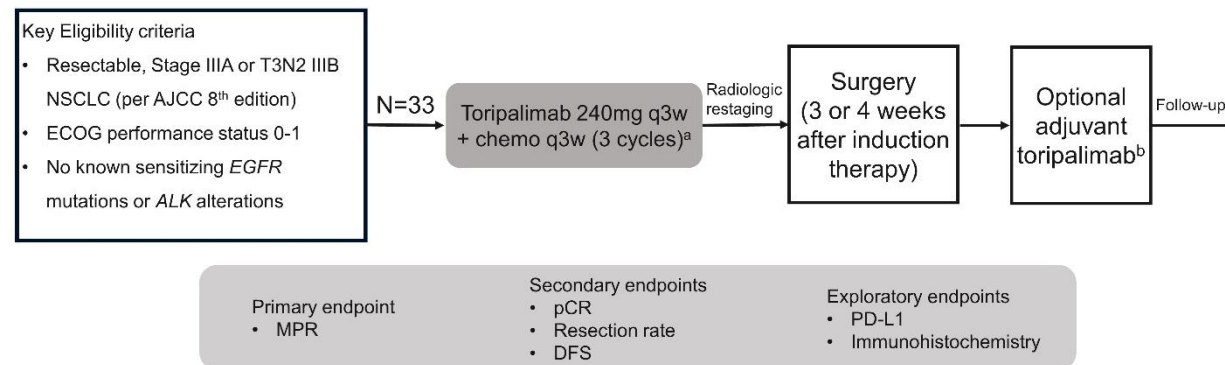 Key Eligibility criteria
• Resectable, Stage IIIA or T3N2 IIIB
NSCLC (per AJCC 8th edition)
• ECOG performance status 0-1
• No known sensitizing EGFR
mutations or ALK alterations
N=33
Toripalimab 240mg q3w
+ chemo q3w (3 cycles)a
Radiologic
restaging
Surgery
(3 or 4 weeks
after induction
therapy)
Optional
adjuvant
toripalimabb
Follow-up
Primary endpoint
• MPR
Secondary endpoints
• pCR
• Resection rate
• DFS
Exploratory endpoints
• PD-L1
• Immunohistochemistry